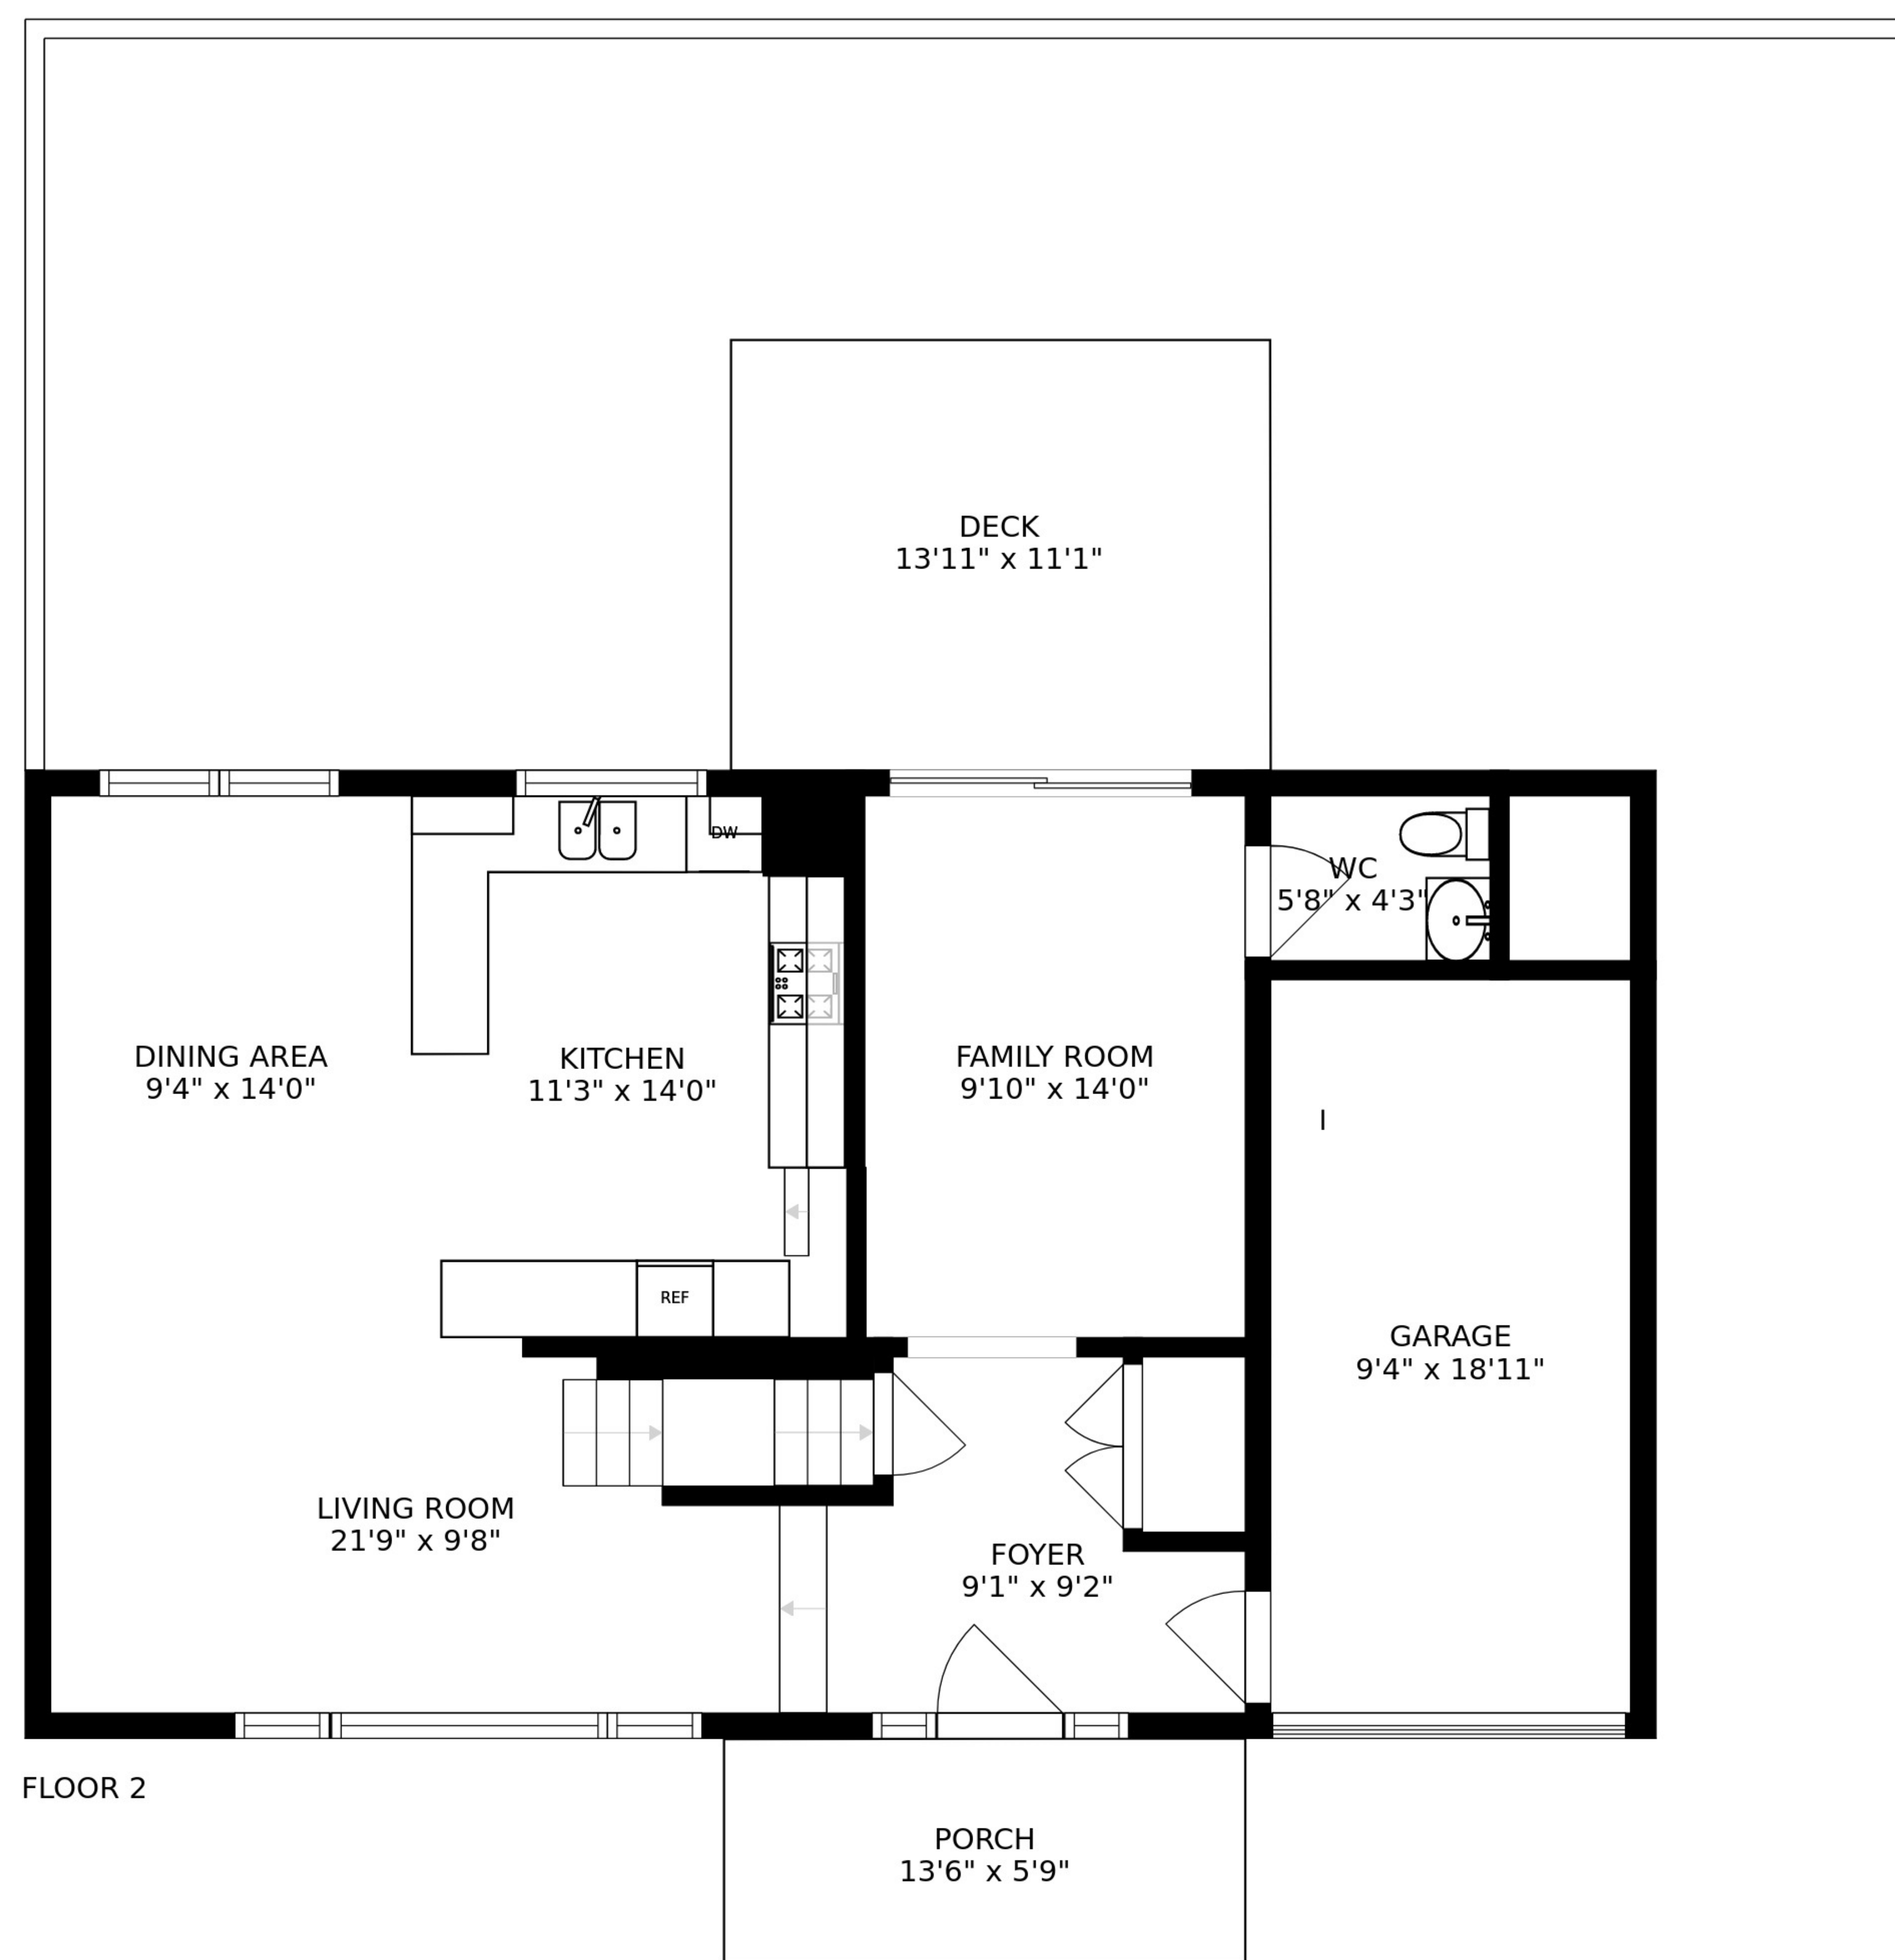 DECK
13'11" x 11'1"
DW
WC
5'8" x 4'3"
DINING AREA
9'4" x 14'0"
KITCHEN
11'3" x 14'0"
FAMILY ROOM
9'10" x 14'0"
REF
GARAGE
9'4" x 18'11"
LIVING ROOM
21'9" x 9'8"
FOYER
9'1" x 9'2"
FLOOR 2
PORCH
13'6" x 5'9"